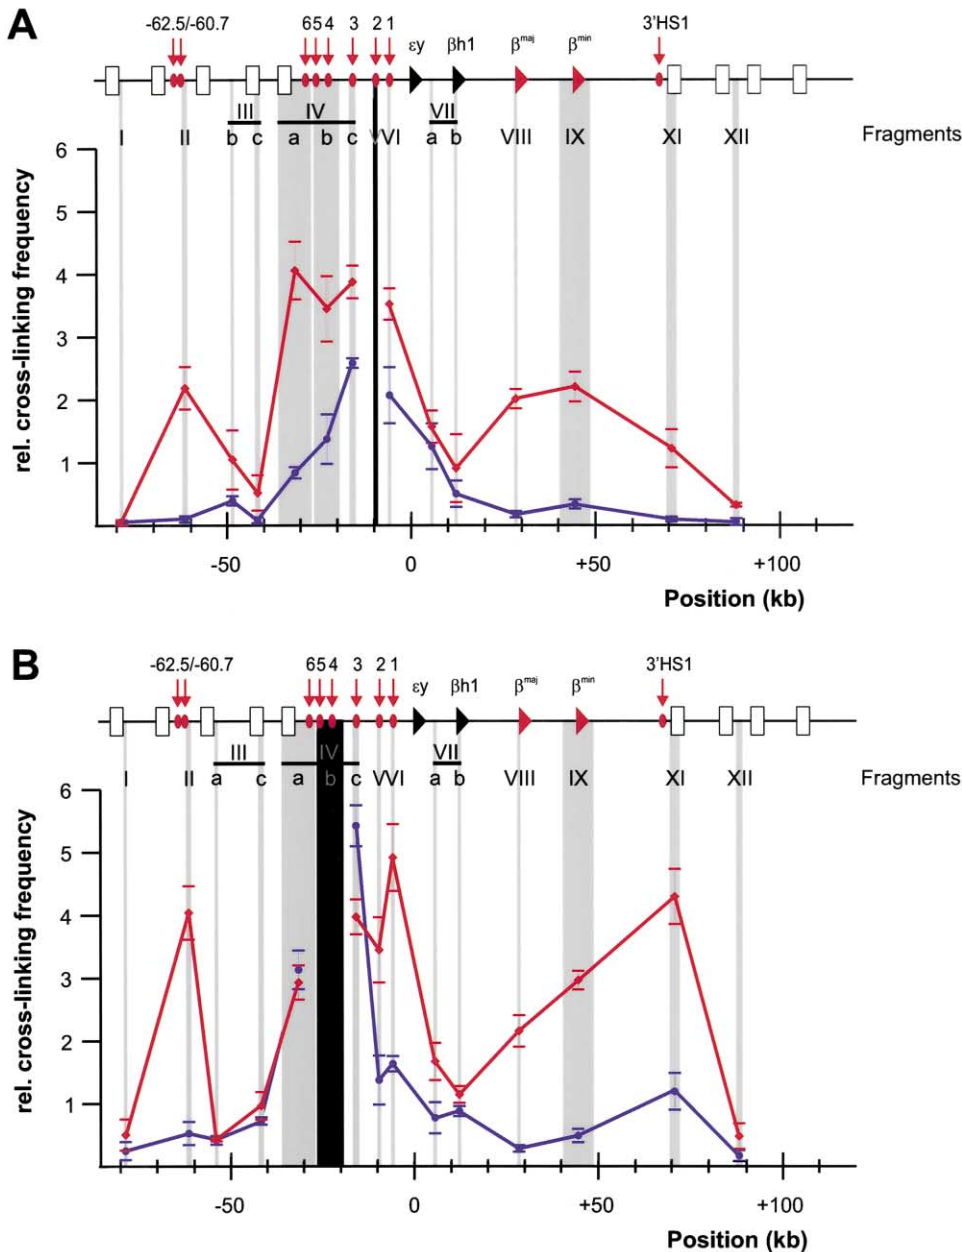 A
-62.5/-60.7 65 4 3 2 1 3'HS1
εy βh1 βmaj βmin
III IV VII
I II b c a b c V VI a b VIII IX XI XII Fragments
6
5
4
3
2
1
rel. cross-linking frequency
-50 0 +50 +100
Position (kb)
B
-62.5/-60.7 65 4 3 2 1 3'HS1
εy βh1 βmaj βmin
III IV VII
I II a c a b c V VI a b VIII IX XI XII Fragments
6
5
4
3
2
1
rel. cross-linking frequency
-50 0 +50 +100
Position (kb)